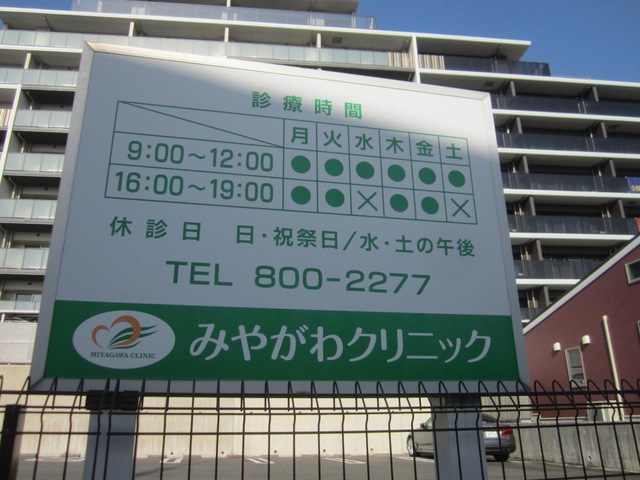 診療時間
月 火 水 木 金 土
9:00〜12:00 ● ● ● ● ● ●
16:00〜19:00 ● ● × ● ● ×
休診日 日・祝祭日/水・土の午後
TEL 800-2277
MIYAGAWA CLINIC
みやがわクリニック